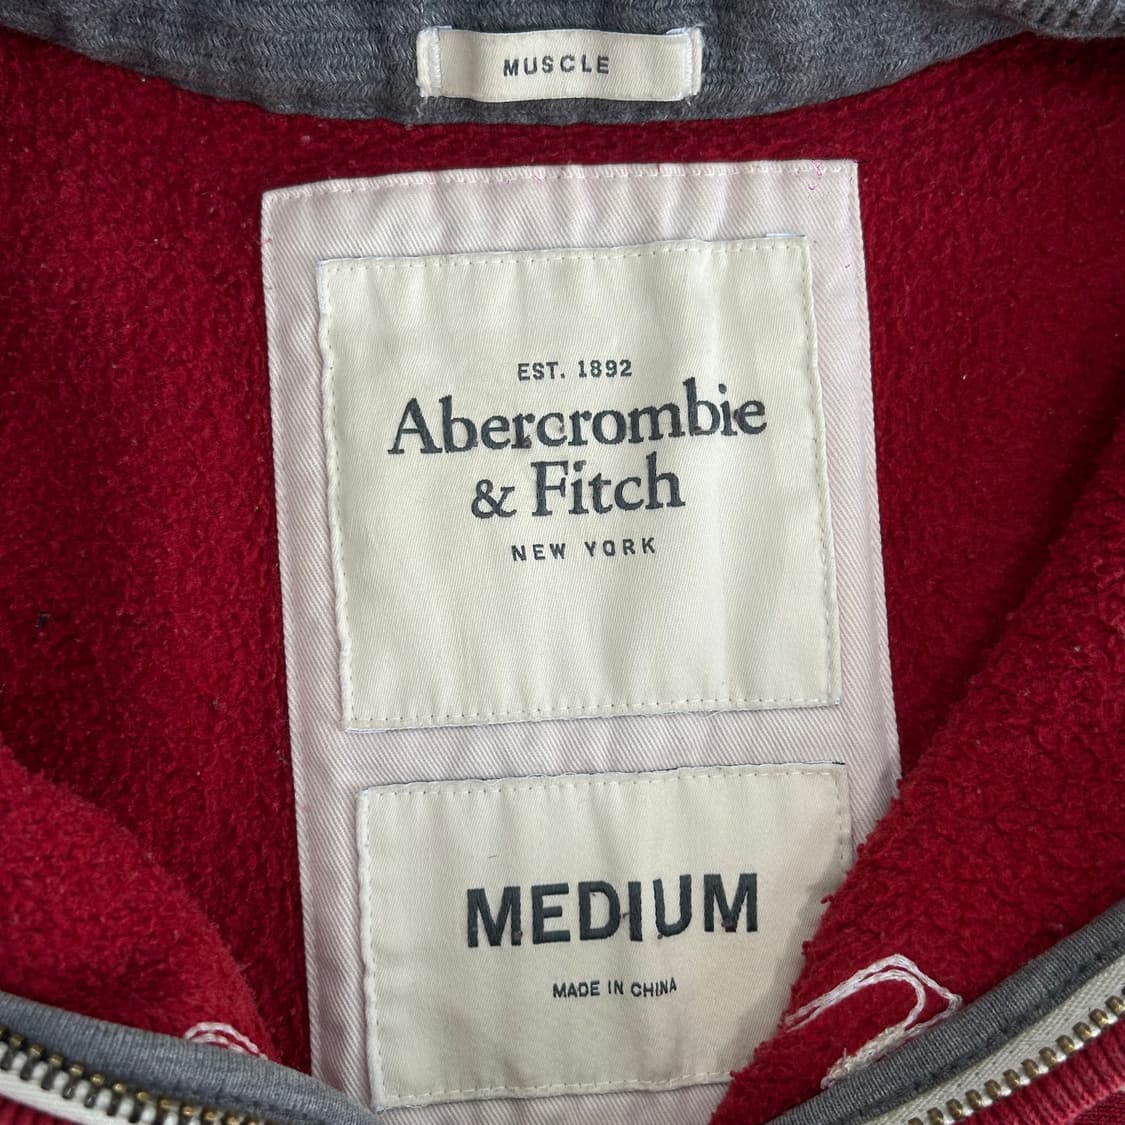 MUSCLE
EST. 1892
Abercrombie
& Fitch
NEW YORK
MEDIUM
MADE IN CHINA